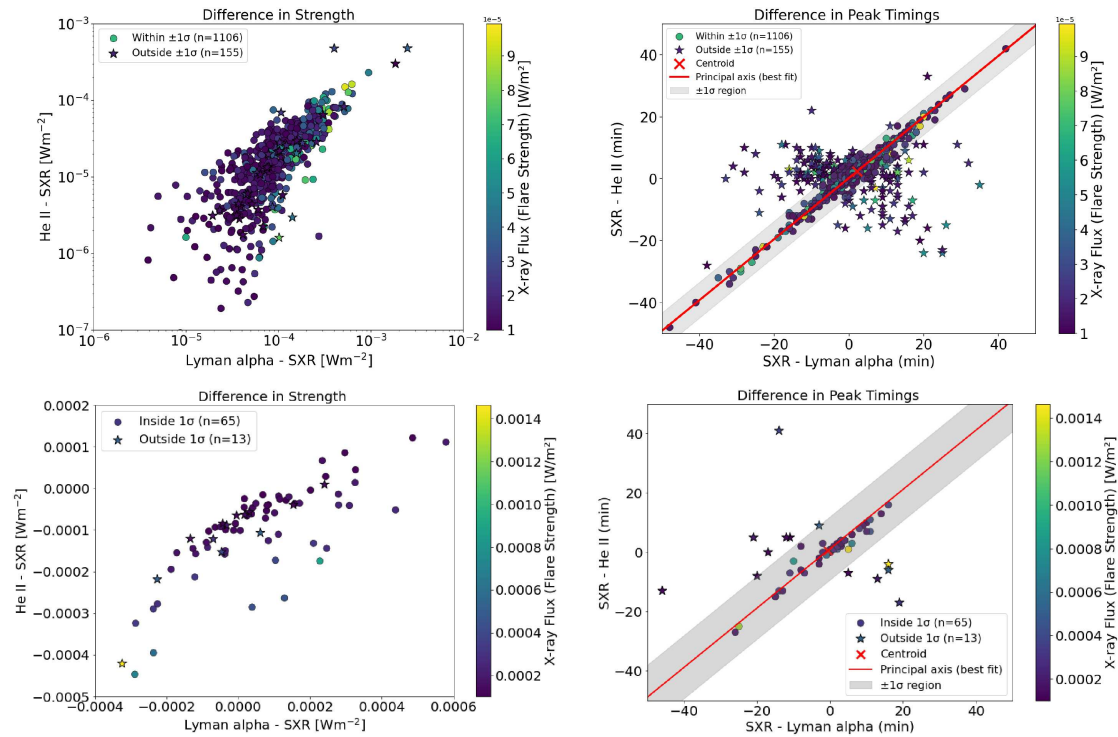 Difference in Strength
10⁻³
10⁻⁴
10⁻⁵
10⁻⁶
10⁻⁷
He II - SXR [Wm⁻²]
Within ±1σ (n=1106)
Outside ±1σ (n=155)
10⁻⁶
10⁻⁵
10⁻⁴
10⁻³
10⁻²
Lyman alpha - SXR [Wm⁻²]
1e−5
9
8
7
6
5
4
3
2
1
X-ray Flux (Flare Strength) [W/m²]
Difference in Peak Timings
40
20
0
−20
−40
SXR - He II (min)
Within ±1σ (n=1106)
Outside ±1σ (n=155)
Centroid
Principal axis (best fit)
±1σ region
−40
−20
0
20
40
SXR - Lyman alpha (min)
1e−5
9
8
7
6
5
4
3
2
1
X-ray Flux (Flare Strength) [W/m²]
Difference in Strength
0.0002
0.0001
0.0000
−0.0001
−0.0002
−0.0003
−0.0004
−0.0005
He II - SXR [Wm⁻²]
Inside 1σ (n=65)
Outside 1σ (n=13)
−0.0004
−0.0002
0.0000
0.0002
0.0004
0.0006
Lyman alpha - SXR [Wm⁻²]
0.0014
0.0012
0.0010
0.0008
0.0006
0.0004
0.0002
X-ray Flux (Flare Strength) [W/m²]
Difference in Peak Timings
40
20
0
−20
−40
SXR - He II (min)
Inside 1σ (n=65)
Outside 1σ (n=13)
Centroid
Principal axis (best fit)
±1σ region
−40
−20
0
20
40
SXR - Lyman alpha (min)
0.0014
0.0012
0.0010
0.0008
0.0006
0.0004
0.0002
X-ray Flux (Flare Strength) [W/m²]